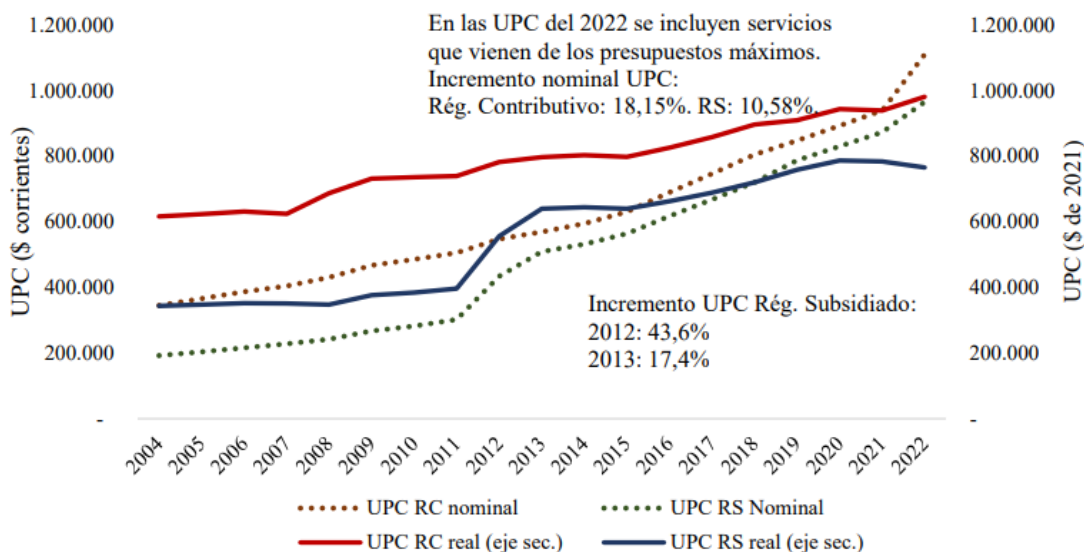 En las UPC del 2022 se incluyen servicios
que vienen de los presupuestos máximos.
Incremento nominal UPC:
Rég. Contributivo: 18,15%. RS: 10,58%.
1.200.000
1.000.000
800.000
600.000
400.000
200.000
-
UPC ($ corrientes)
1.200.000
1.000.000
800.000
600.000
400.000
200.000
-
UPC ($ de 2021)
Incremento UPC Rég. Subsidiado:
2012: 43,6%
2013: 17,4%
2004 2005 2006 2007 2008 2009 2010 2011 2012 2013 2014 2015 2016 2017 2018 2019 2020 2021 2022
UPC RC nominal
UPC RS Nominal
UPC RC real (eje sec.)
UPC RS real (eje sec.)